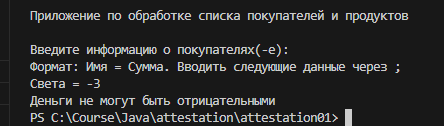 Приложение по обработке списка покупателей и продуктов
Введите информацию о покупателях(-е):
Формат: Имя = Сумма. Вводить следующие данные через ;
Света = -3
Деньги не могут быть отрицательными
PS C:\Course\Java\attestation\attestation01>